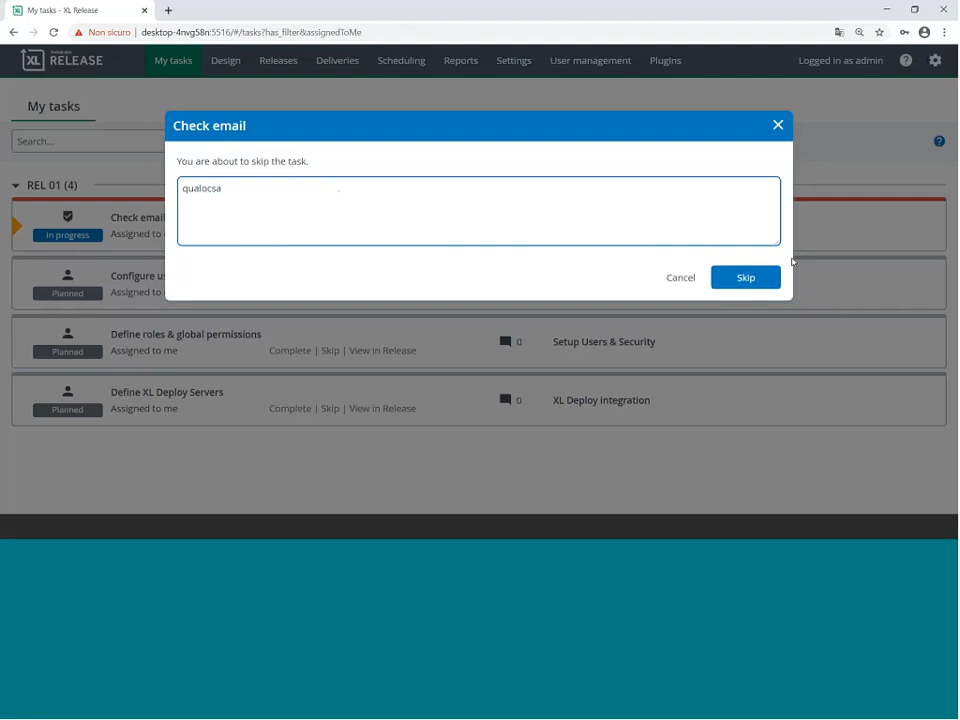 My tasks - XL Release
Non sicuro
desktop-4nvg58n:5516/#/tasks?has_filter&assignedToMe
XL RELEASE
My tasks
Design
Releases
Deliveries
Scheduling
Reports
Settings
User management
Plugins
Logged in as admin
My tasks
Search...
Check email
You are about to skip the task.
qualocsa .
Cancel
Skip
REL 01 (4)
Check email
In progress
Assigned to
Configure us
Planned
Assigned to
Define roles & global permissions
Planned
Assigned to me
Complete | Skip | View in Release
0
Setup Users & Security
Define XL Deploy Servers
Planned
Assigned to me
Complete | Skip | View in Release
0
XL Deploy integration